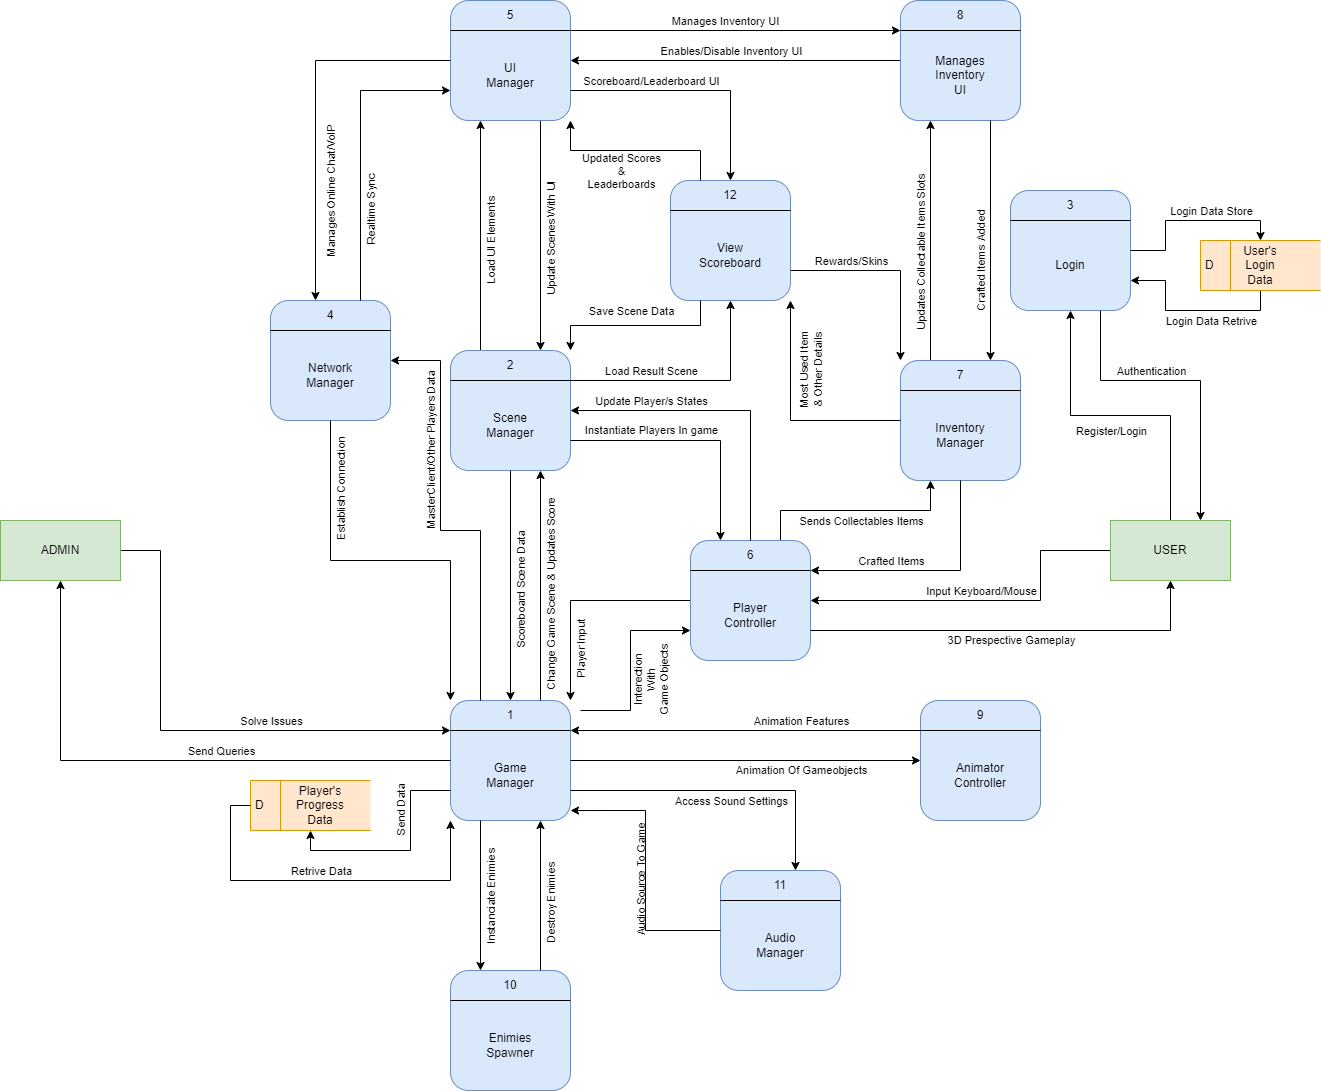 5
UI
Manager
Manages Inventory UI
8
Manages
Inventory
UI
Enables/Disable Inventory UI
Scoreboard/Leaderboard UI
Manages Online Chat/VoIP
Realtime Sync
Load UI Elements
Update Scenes With UI
Updated Scores
&
Leaderboards
12
View
Scoreboard
Rewards/Skins
Updates Collectable Items Slots
Crafted Items Added
3
Login
Login Data Store
D
User's
Login
Data
Login Data Retrive
4
Network
Manager
Save Scene Data
2
Scene
Manager
Load Result Scene
Update Player/s States
Instantiate Players In game
Most Used Item
& Other Details
7
Inventory
Manager
Authentication
Register/Login
MasterClient/Other Players Data
Establish Connection
Scoreboard Scene Data
Change Game Scene & Updates Score
Sends Collectables Items
Crafted Items
ADMIN
USER
6
Player
Controller
Input Keyboard/Mouse
3D Prespective Gameplay
Player Input
Interection
With
Game Objects
Solve Issues
Send Queries
1
Game
Manager
Animation Features
Animation Of Gameobjects
9
Animator
Controller
D
Player's
Progress
Data
Send Data
Retrive Data
Access Sound Settings
Audio Source To Game
11
Audio
Manager
Instanciate Enimies
Destroy Enimies
10
Enimies
Spawner